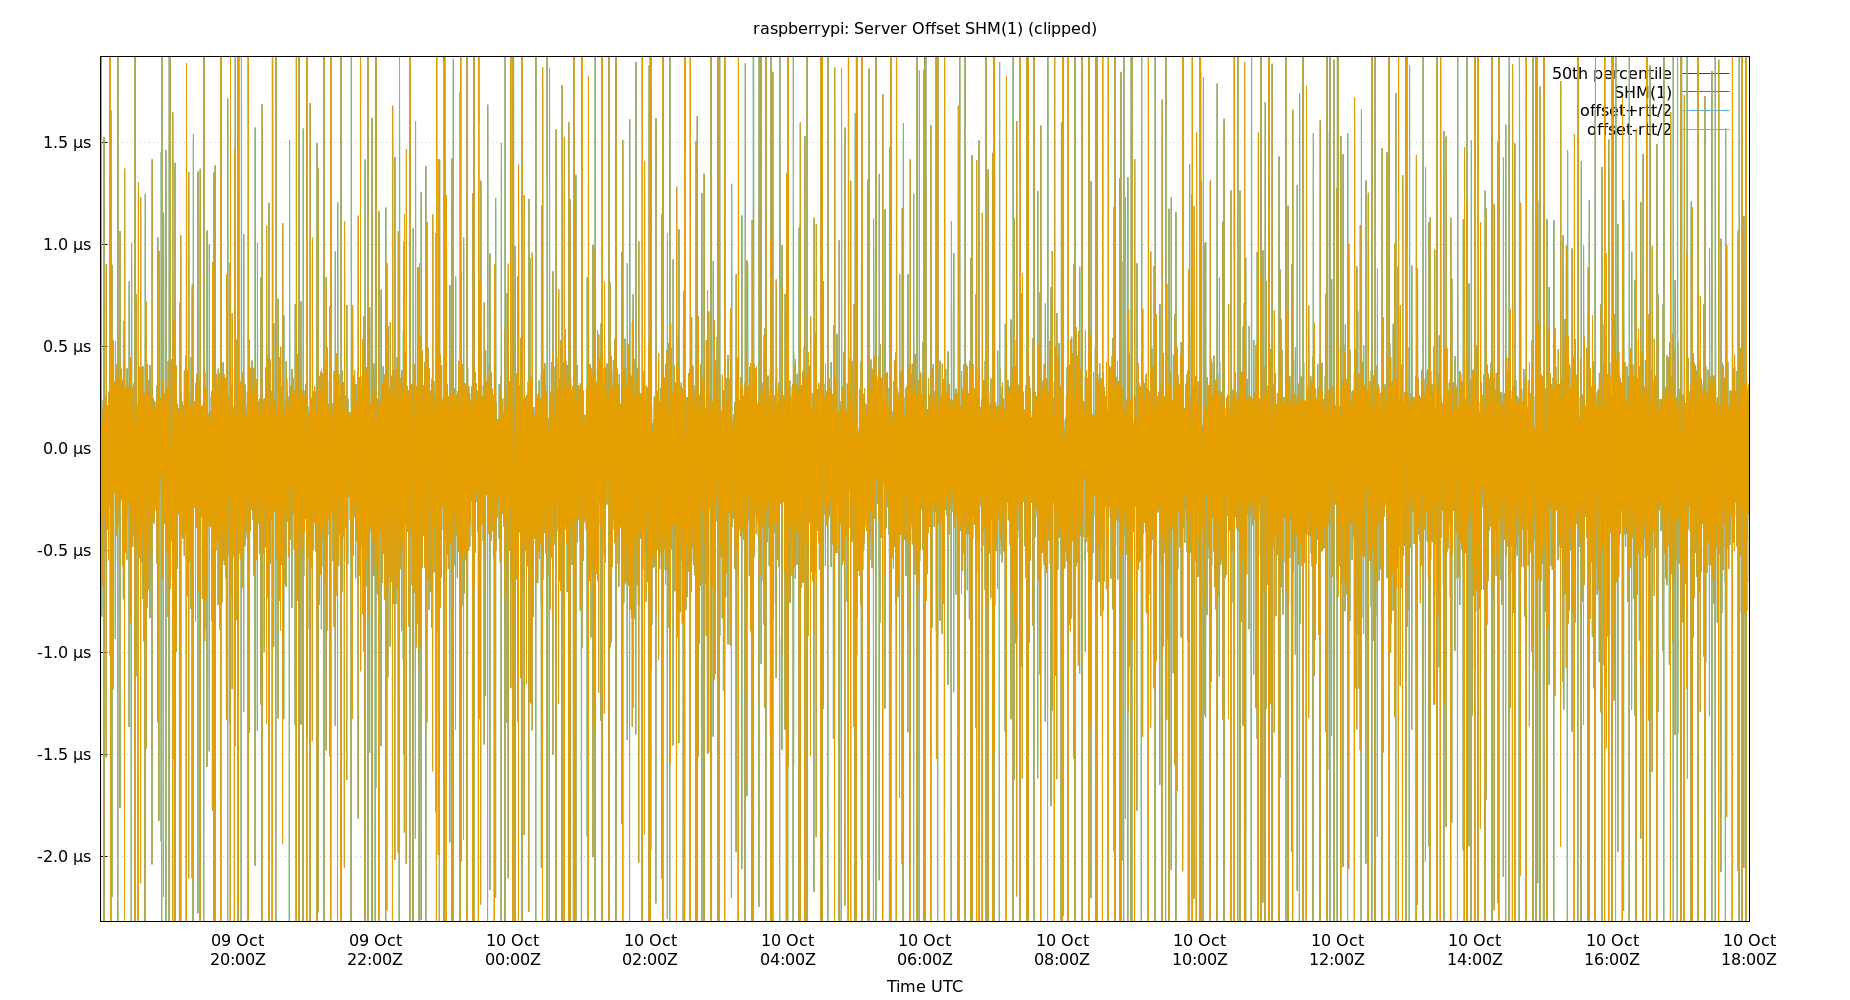 raspberrypi: Server Offset SHM(1) (clipped)
50th percentile
SHM(1)
offset+rtt/2
offset-rtt/2
1.5 µs
1.0 µs
0.5 µs
0.0 µs
-0.5 µs
-1.0 µs
-1.5 µs
-2.0 µs
09 Oct 09 Oct 10 Oct 10 Oct 10 Oct 10 Oct 10 Oct 10 Oct 10 Oct 10 Oct 10 Oct 10 Oct
20:00Z 22:00Z 00:00Z 02:00Z 04:00Z 06:00Z 08:00Z 10:00Z 12:00Z 14:00Z 16:00Z 18:00Z
Time UTC